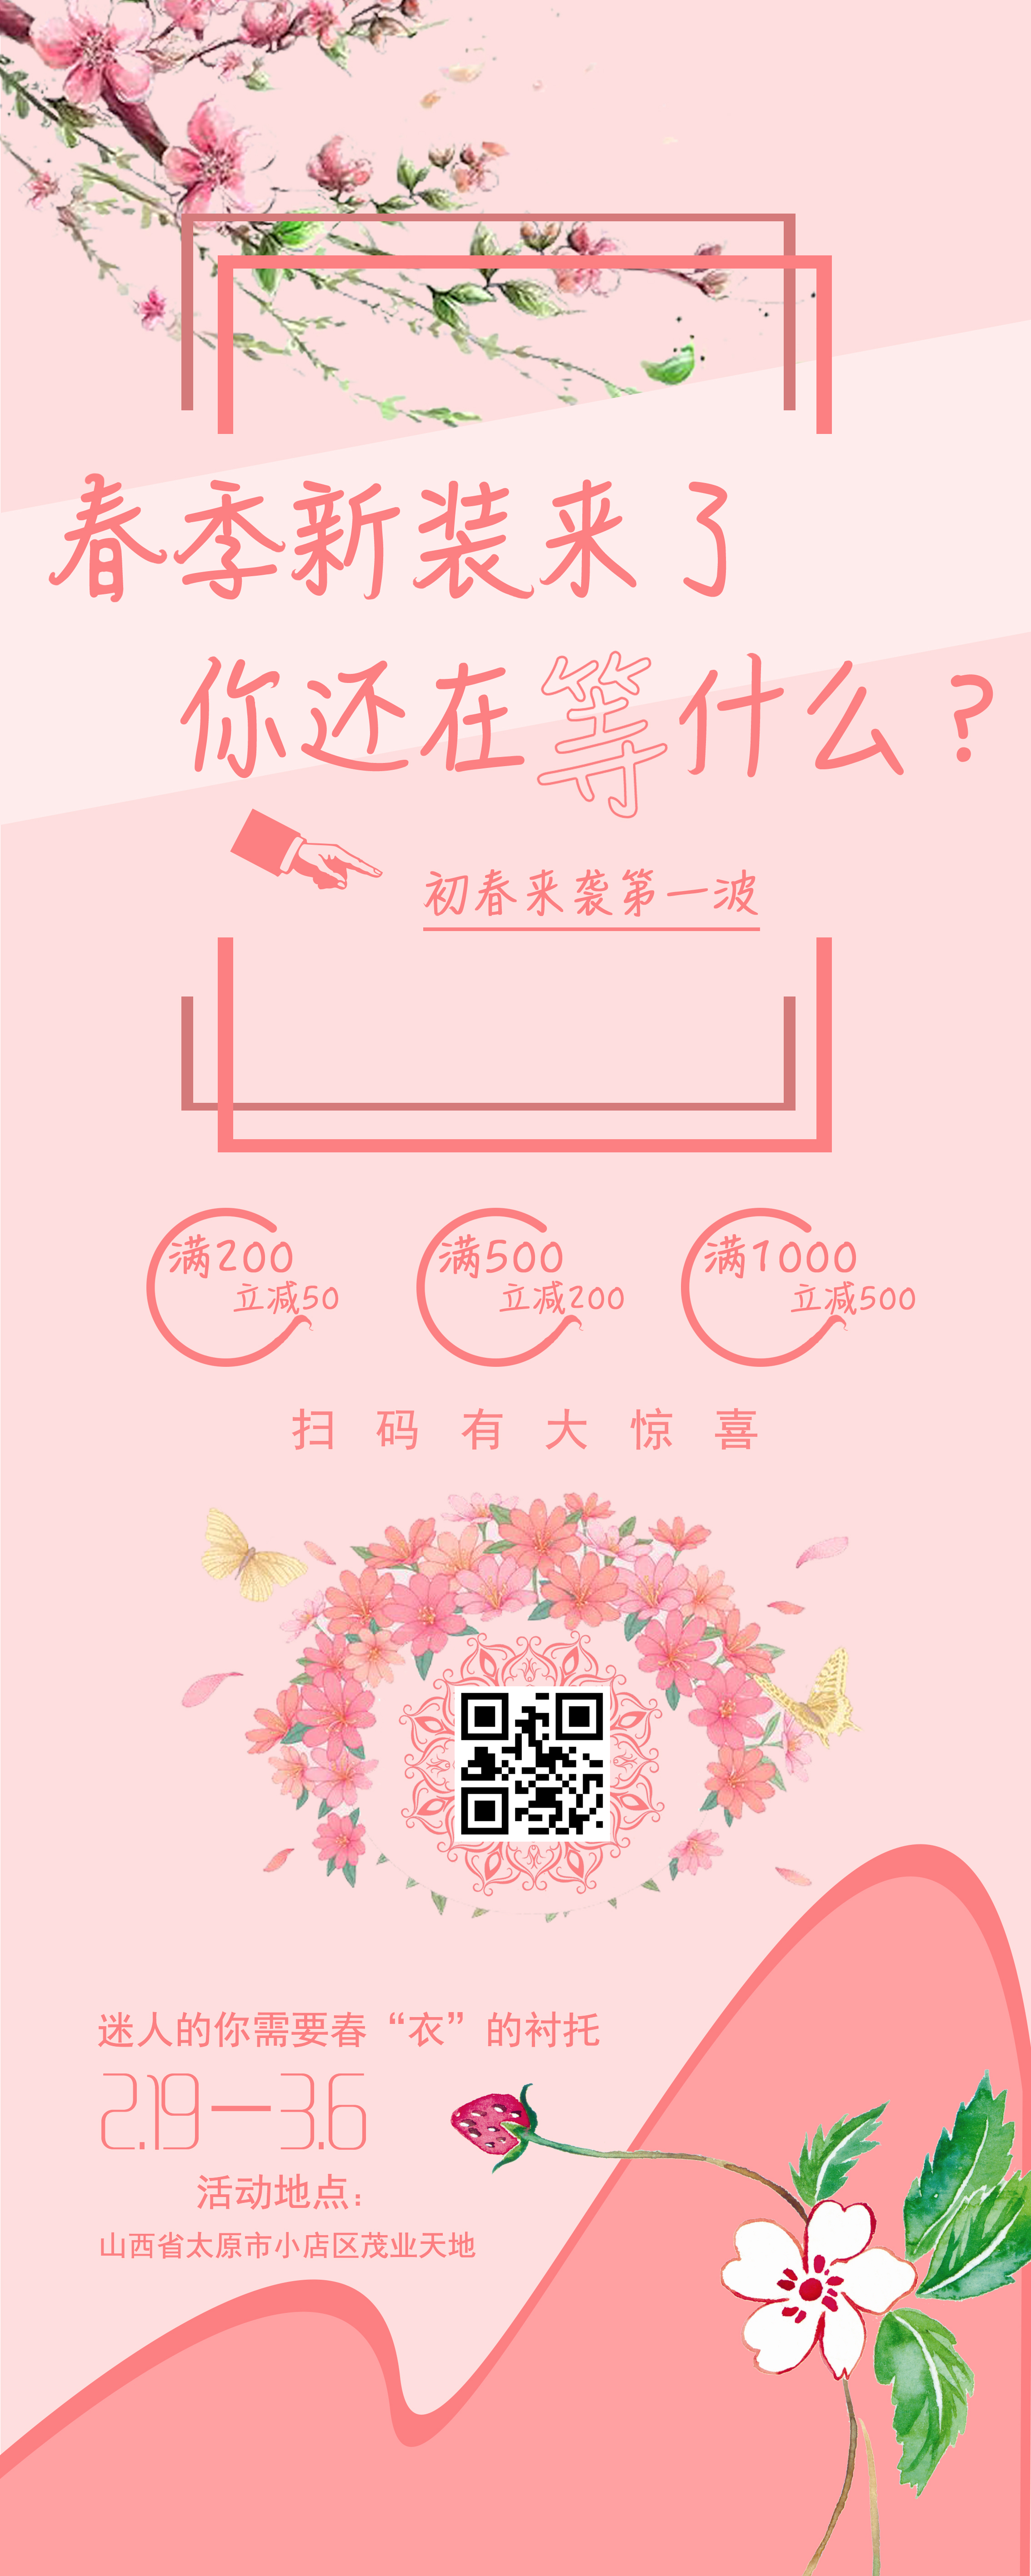 春季新装来了
你还在等什么？
初春来袭第一波
满200
立减50
满500
立减200
满1000
立减500
扫码有大惊喜
迷人的你需要春“衣”的衬托
2.19—3.6
活动地点：
山西省太原市小店区茂业天地